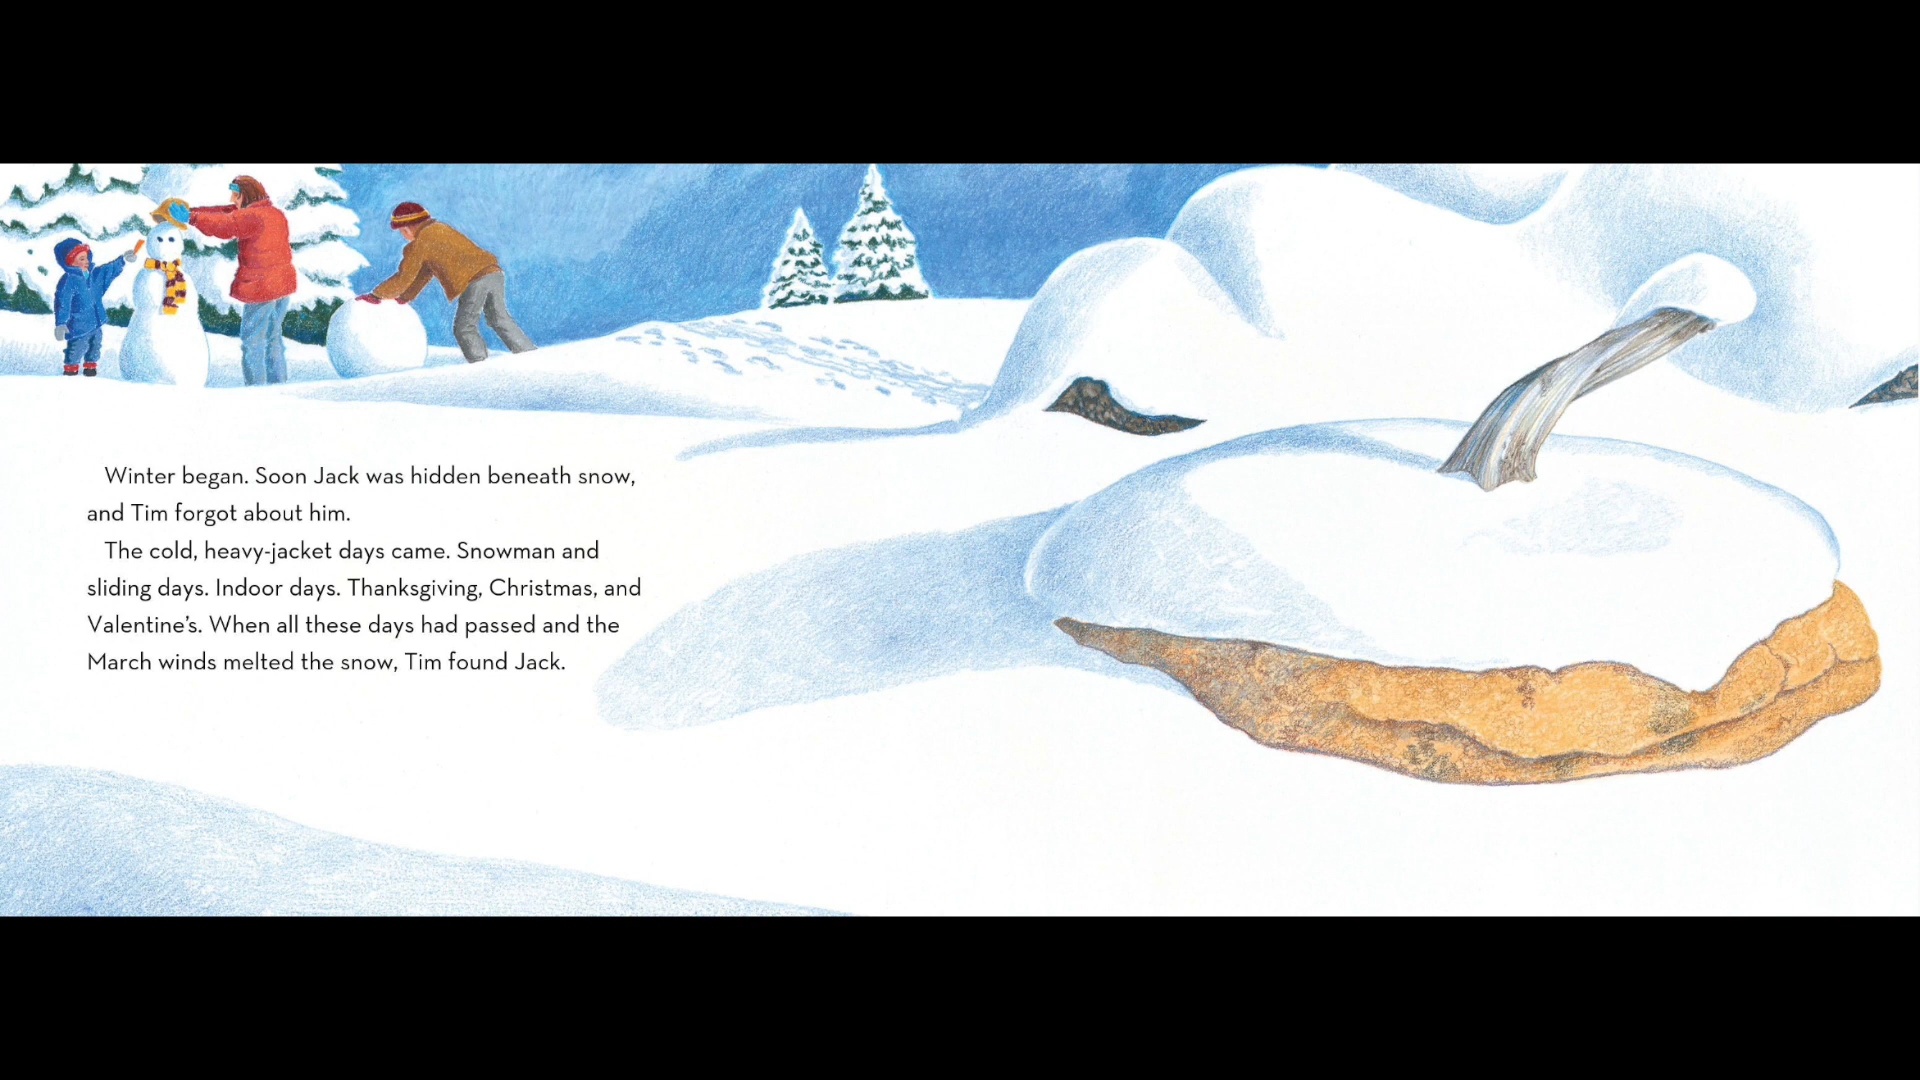 Winter began. Soon Jack was hidden beneath snow,
and Tim forgot about him.
The cold, heavy-jacket days came. Snowman and
sliding days. Indoor days. Thanksgiving, Christmas, and
Valentine’s. When all these days had passed and the
March winds melted the snow, Tim found Jack.